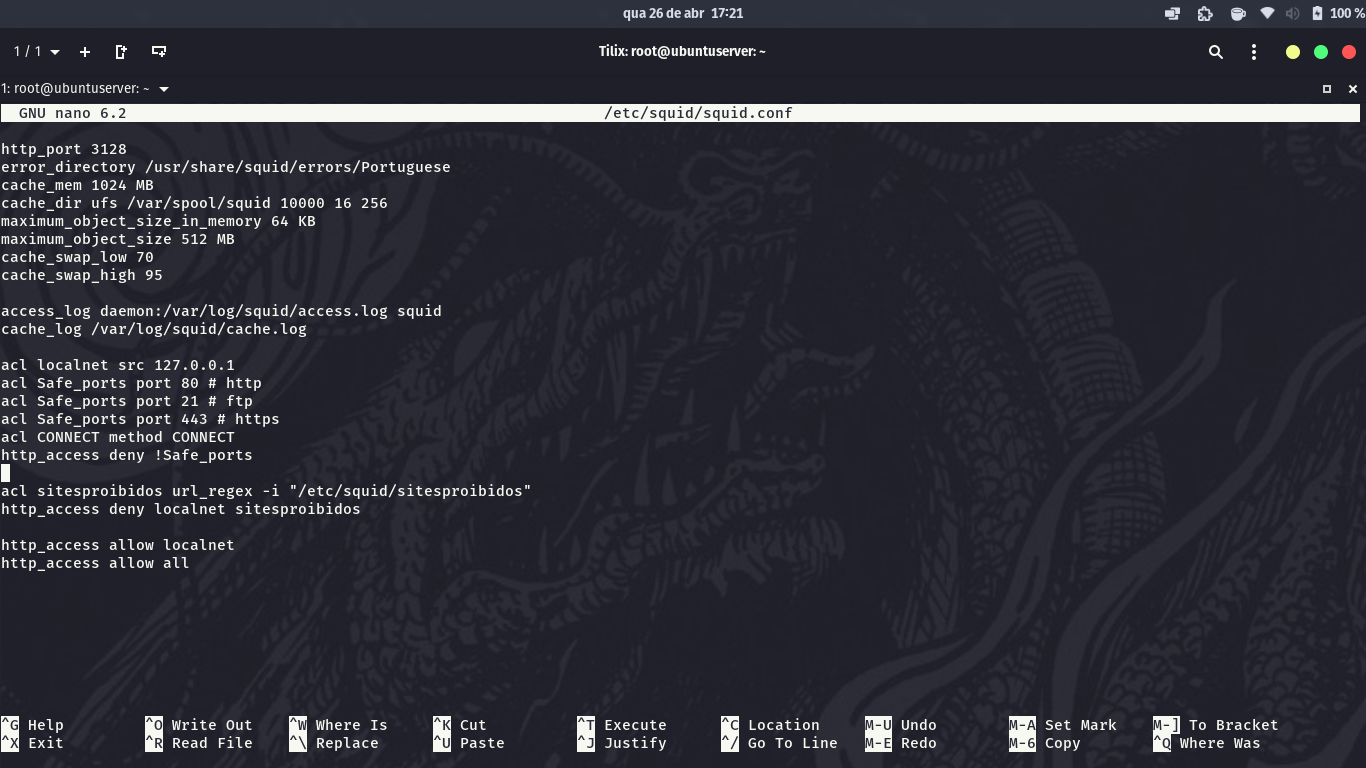 qua 26 de abr 17:21
100 %
1 / 1
Tilix: root@ubuntuserver: ~
1: root@ubuntuserver: ~
GNU nano 6.2 /etc/squid/squid.conf
http_port 3128
error_directory /usr/share/squid/errors/Portuguese
cache_mem 1024 MB
cache_dir ufs /var/spool/squid 10000 16 256
maximum_object_size_in_memory 64 KB
maximum_object_size 512 MB
cache_swap_low 70
cache_swap_high 95
access_log daemon:/var/log/squid/access.log squid
cache_log /var/log/squid/cache.log
acl localnet src 127.0.0.1
acl Safe_ports port 80 # http
acl Safe_ports port 21 # ftp
acl Safe_ports port 443 # https
acl CONNECT method CONNECT
http_access deny !Safe_ports
acl sitesproibidos url_regex -i "/etc/squid/sitesproibidos"
http_access deny localnet sitesproibidos
http_access allow localnet
http_access allow all
^G Help ^O Write Out ^W Where Is ^K Cut ^T Execute ^C Location M-U Undo M-A Set Mark M-] To Bracket
^X Exit ^R Read File ^\ Replace ^U Paste ^J Justify ^/ Go To Line M-E Redo M-6 Copy ^Q Where Was